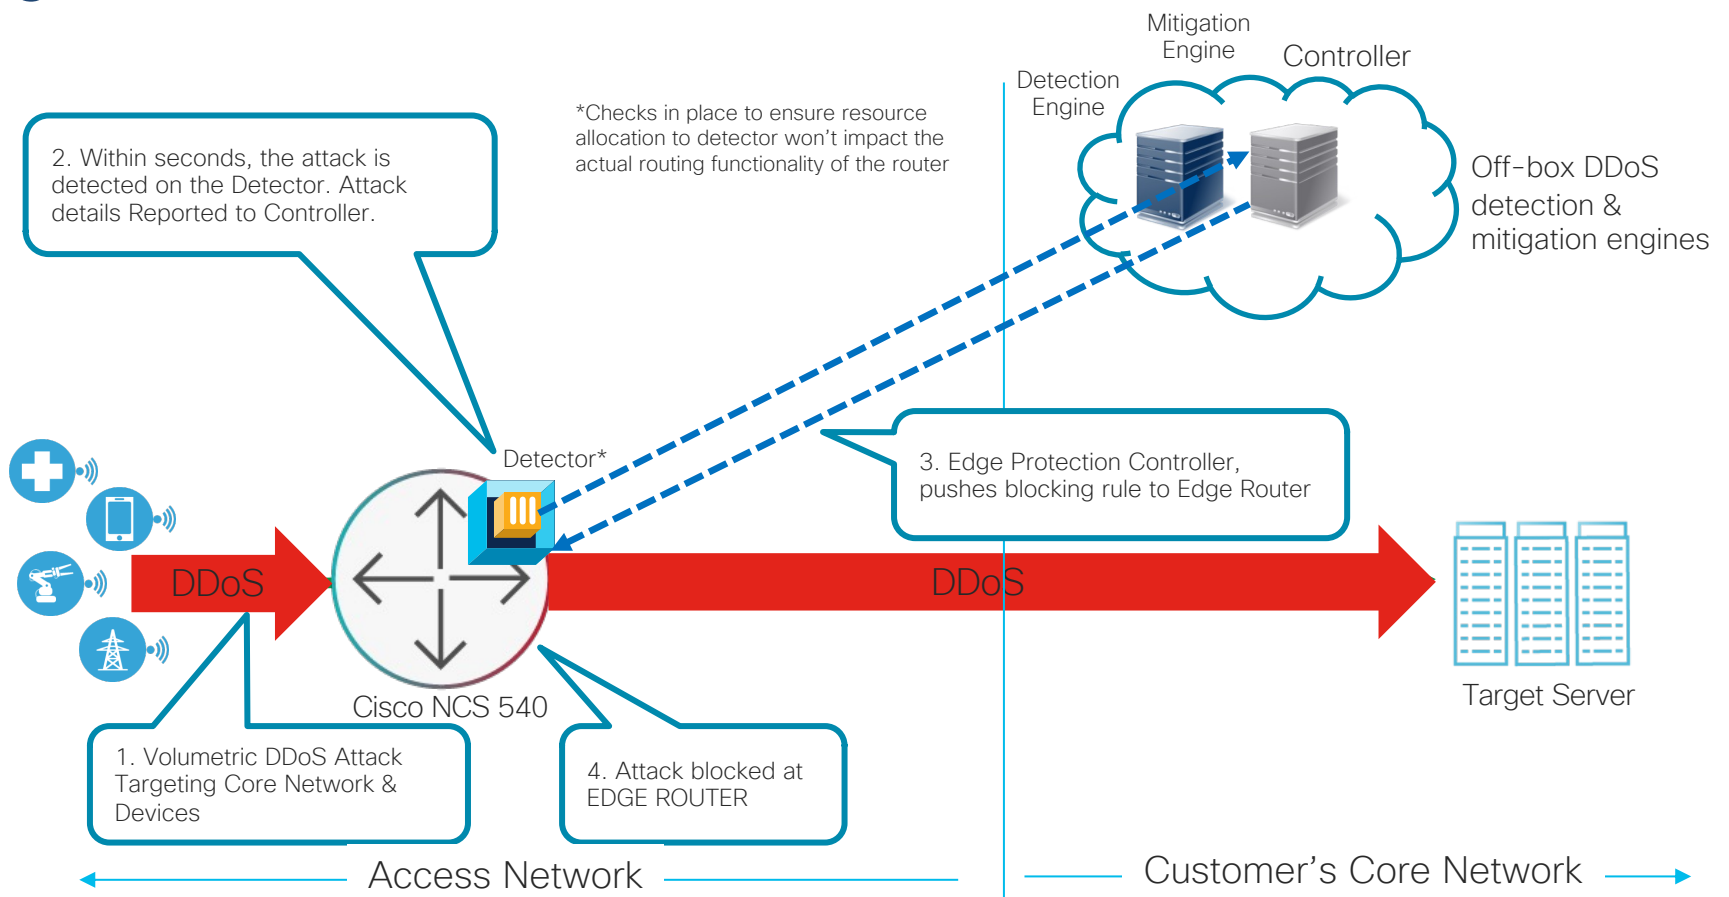 Mitigation
Engine
Controller
Detection
Engine
*Checks in place to ensure resource
allocation to detector won't impact the
actual routing functionality of the router
2. Within seconds, the attack is
detected on the Detector. Attack
details Reported to Controller.
Off-box DDoS
detection &
mitigation engines
Detector*
3. Edge Protection Controller,
pushes blocking rule to Edge Router
DDoS
DDoS
Cisco NCS 540
Target Server
1. Volumetric DDoS Attack
Targeting Core Network &
Devices
4. Attack blocked at
EDGE ROUTER
Access Network
Customer's Core Network